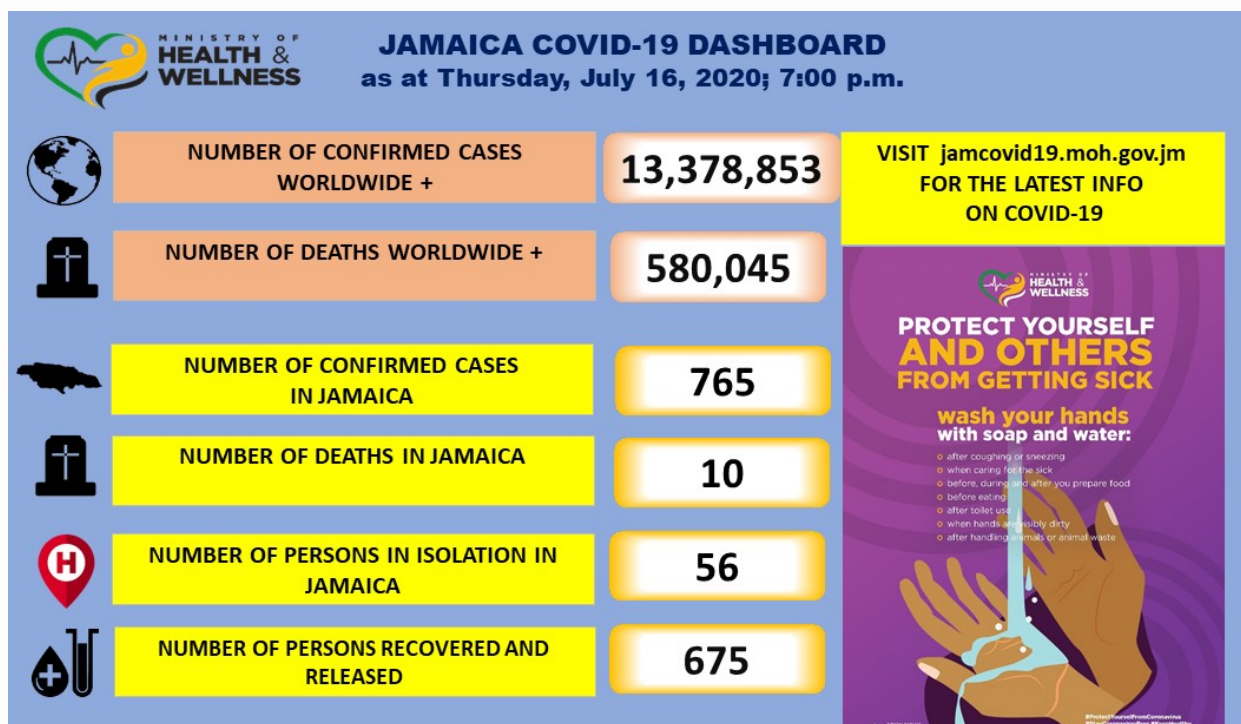 MINISTRY OF
HEALTH &
WELLNESS
JAMAICA COVID-19 DASHBOARD
as at Thursday, July 16, 2020; 7:00 p.m.
NUMBER OF CONFIRMED CASES
WORLDWIDE +
13,378,853
NUMBER OF DEATHS WORLDWIDE +
580,045
NUMBER OF CONFIRMED CASES
IN JAMAICA
765
NUMBER OF DEATHS IN JAMAICA
10
H
NUMBER OF PERSONS IN ISOLATION IN
JAMAICA
56
NUMBER OF PERSONS RECOVERED AND
RELEASED
675
VISIT jamcovid19.moh.gov.jm
FOR THE LATEST INFO
ON COVID-19
MINISTRY OF
HEALTH &
WELLNESS
PROTECT YOURSELF
AND OTHERS
FROM GETTING SICK
wash your hands
with soap and water:
after coughing or sneezing
when caring for the sick
before, during and after you prepare food
before eating
after toilet use
when hands are visibly dirty
after handling animals or animal waste
#ProtectYourselfFromCoronavirus